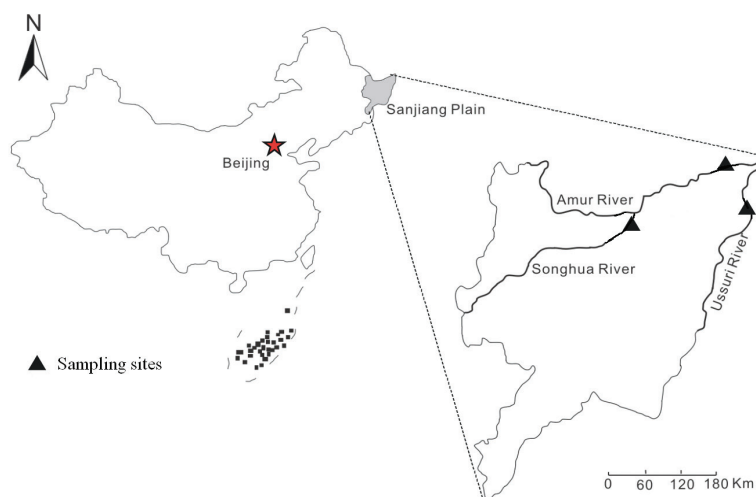 N
Sanjiang Plain
Beijing
Amur River
Songhua River
Ussuri River
Sampling sites
0 60 120 180 Km